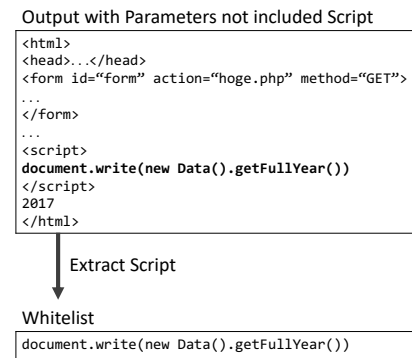 Output with Parameters not included Script
<html>
<head>...</head>
<form id=“form” action=“hoge.php” method=“GET”>
...
</form>
...
<script>
document.write(new Data().getFullYear())
</script>
2017
</html>
Extract Script
Whitelist
document.write(new Data().getFullYear())